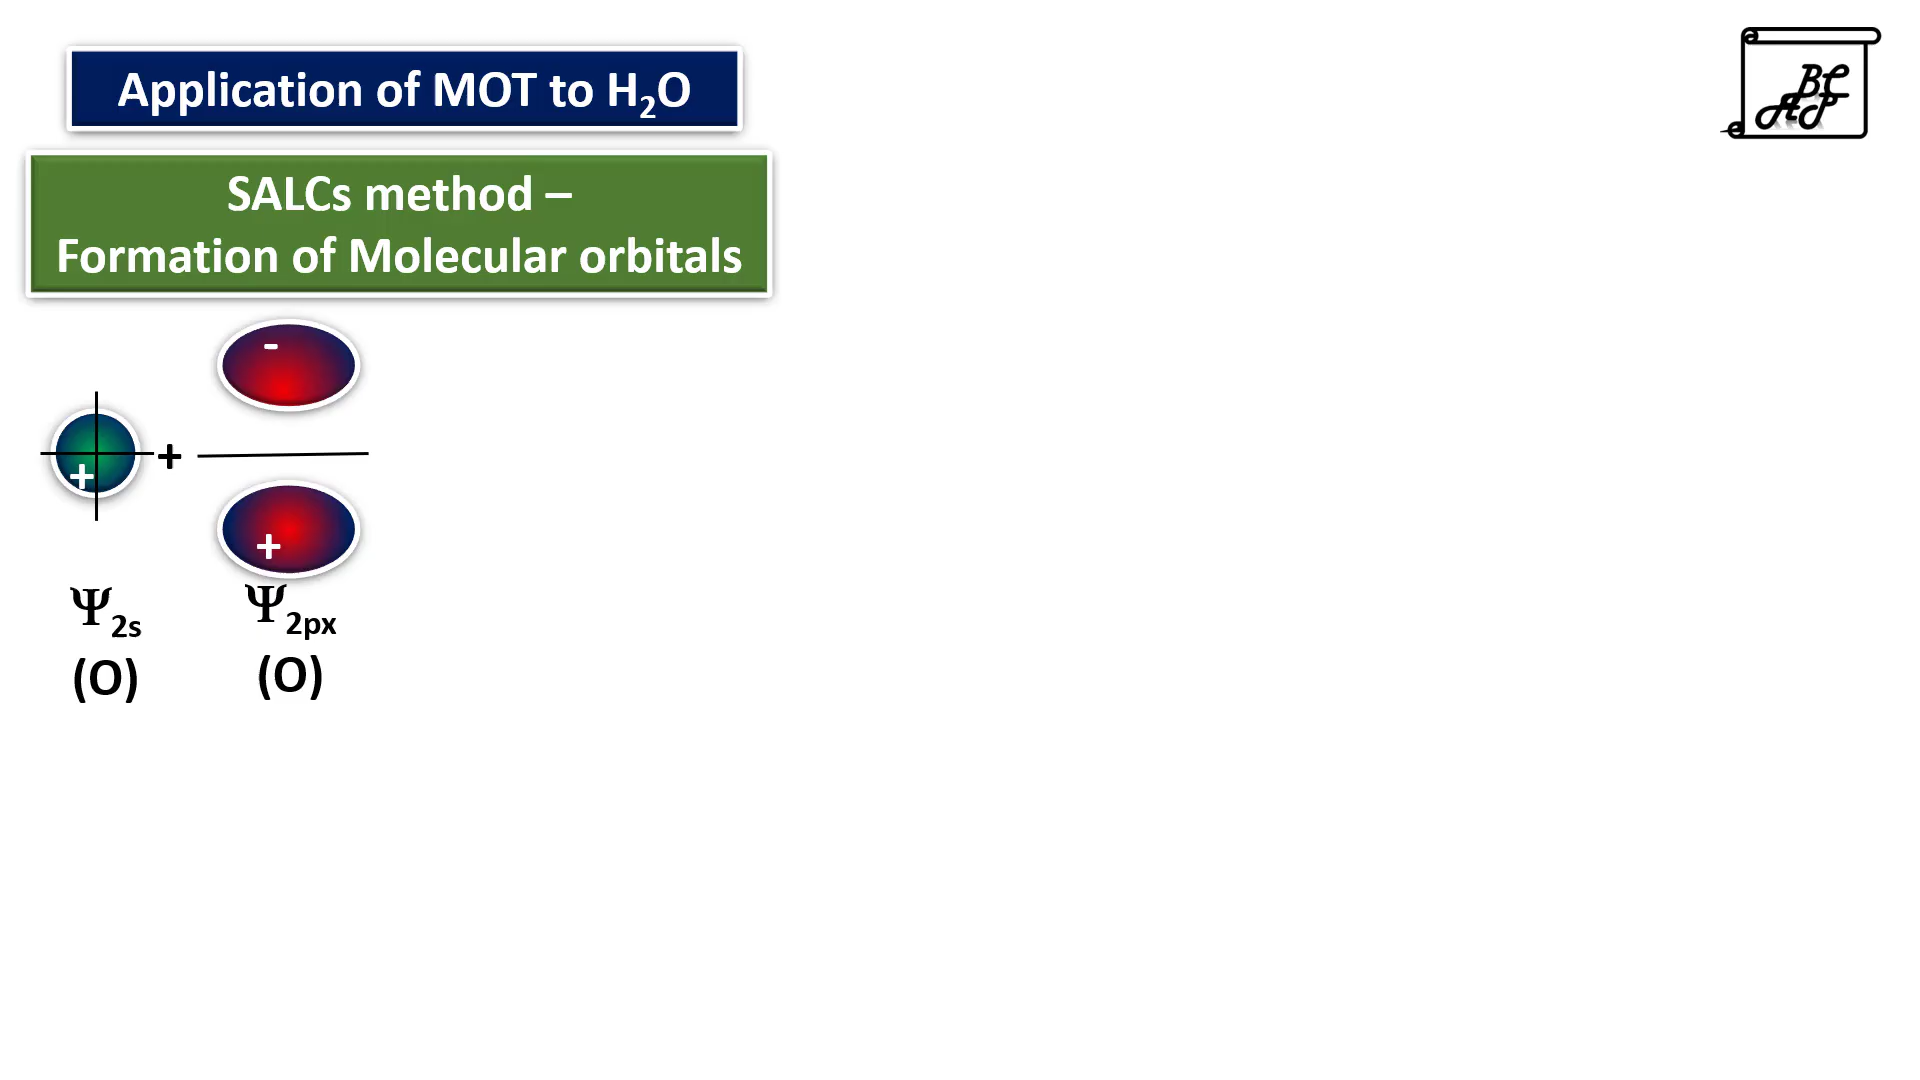 Application of MOT to H₂O
SALCs method –
Formation of Molecular orbitals
-
+ +
+
Ψ2s Ψ2px
(O) (O)